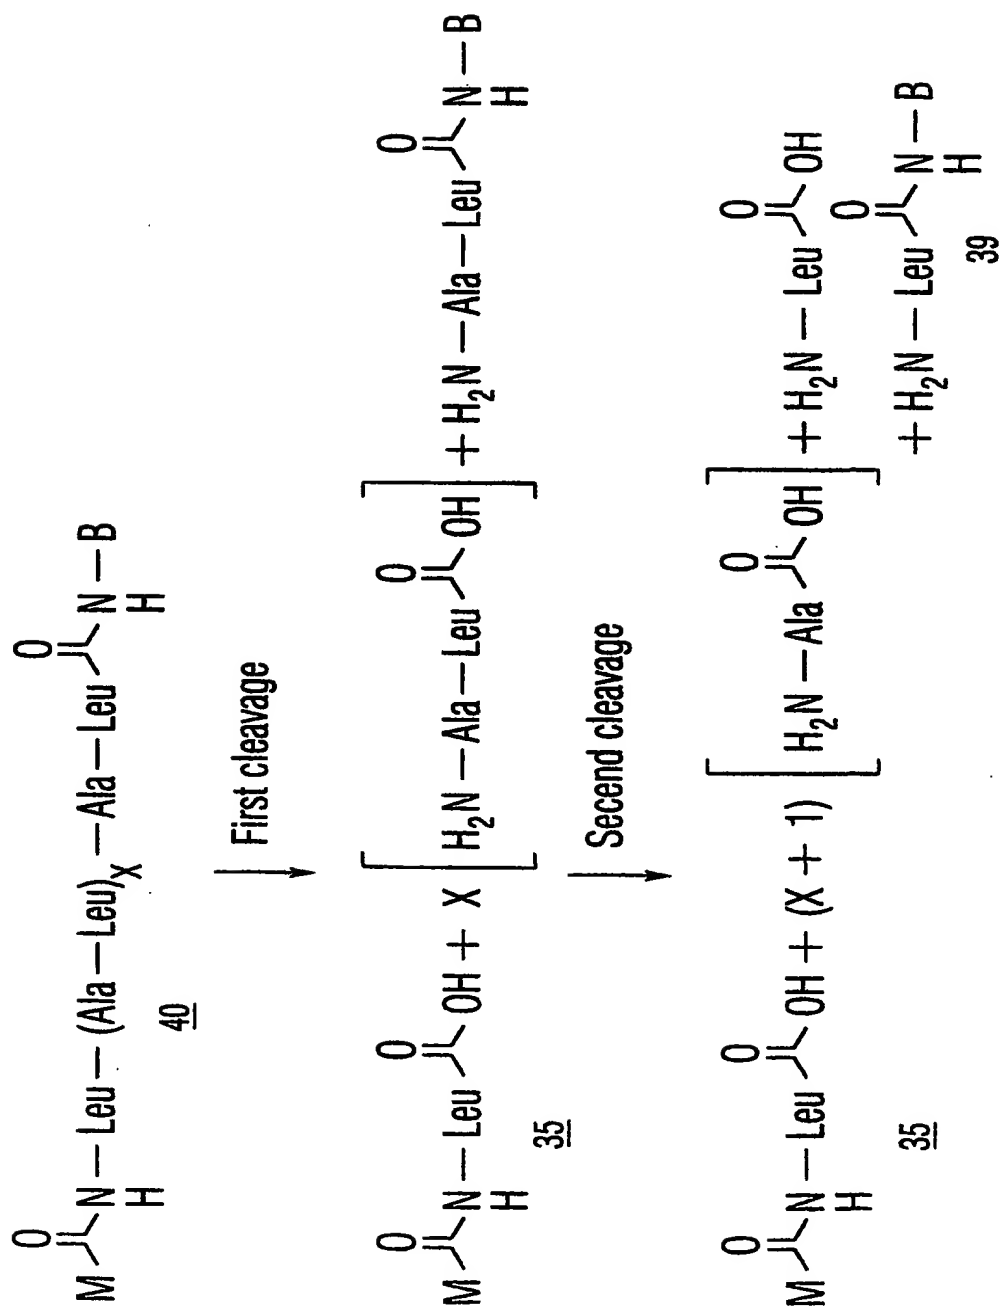 M O N H — Leu — (Ala — Leu)X — Ala — Leu O N H — B
40
First cleavage
M O N H — Leu O OH + X [ H2N — Ala — Leu O OH ] + H2N — Ala — Leu O N H — B
35
Secend cleavage
M O N H — Leu O OH + (X + 1) [ H2N — Ala O OH ] + H2N — Leu O OH
+ H2N — Leu O N H — B
35
39